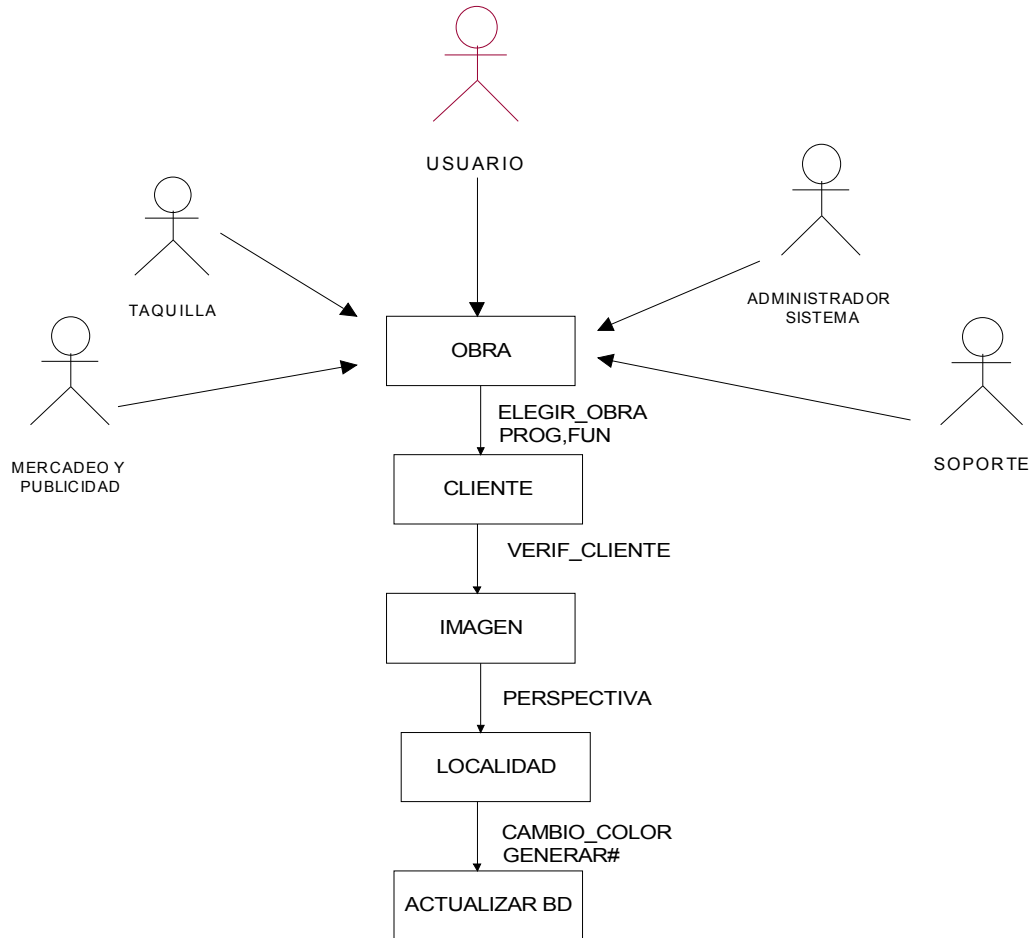 USUARIO
TAQUILLA
ADMINISTRADOR
SISTEMA
OBRA
MERCADEO Y
PUBLICIDAD
SOPORTE
ELEGIR_OBRA
PROG,FUN
CLIENTE
VERIF_CLIENTE
IMAGEN
PERSPECTIVA
LOCALIDAD
CAMBIO_COLOR
GENERAR#
ACTUALIZAR BD